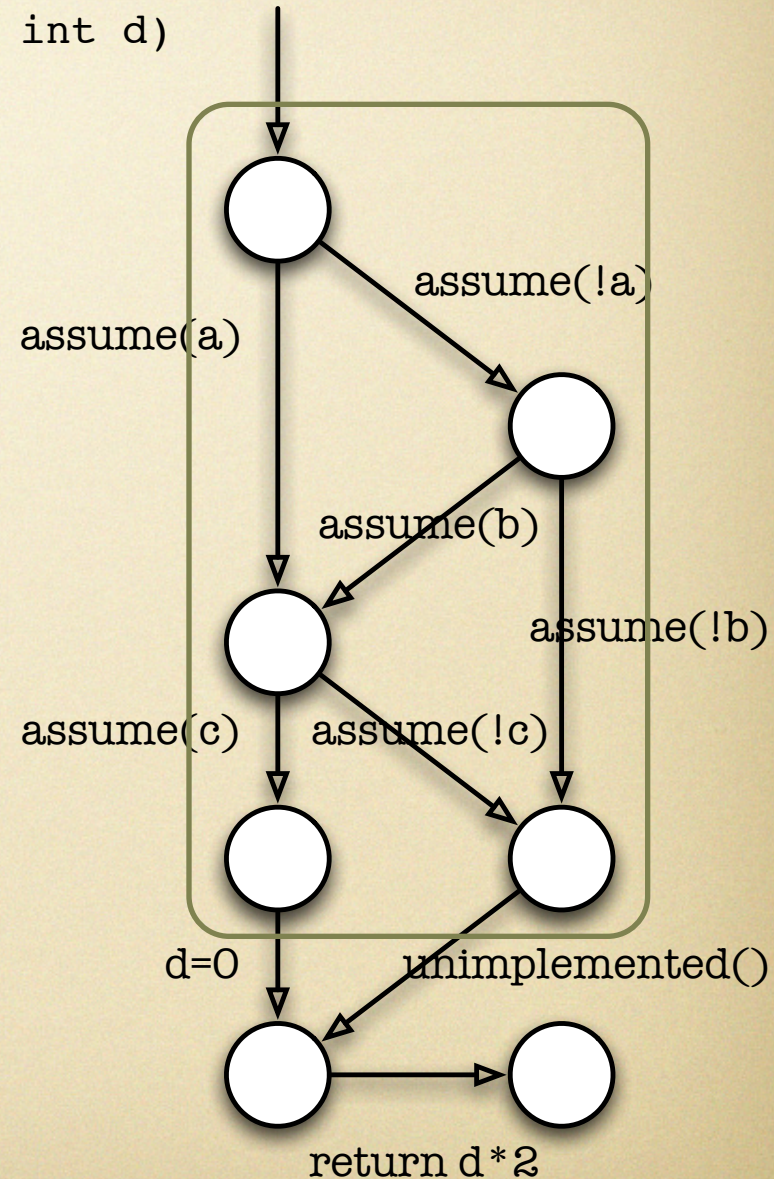 int d)
assume(!a)
assume(a)
assume(b)
assume(!b)
assume(c)
assume(!c)
d=0
unimplemented()
return d*2